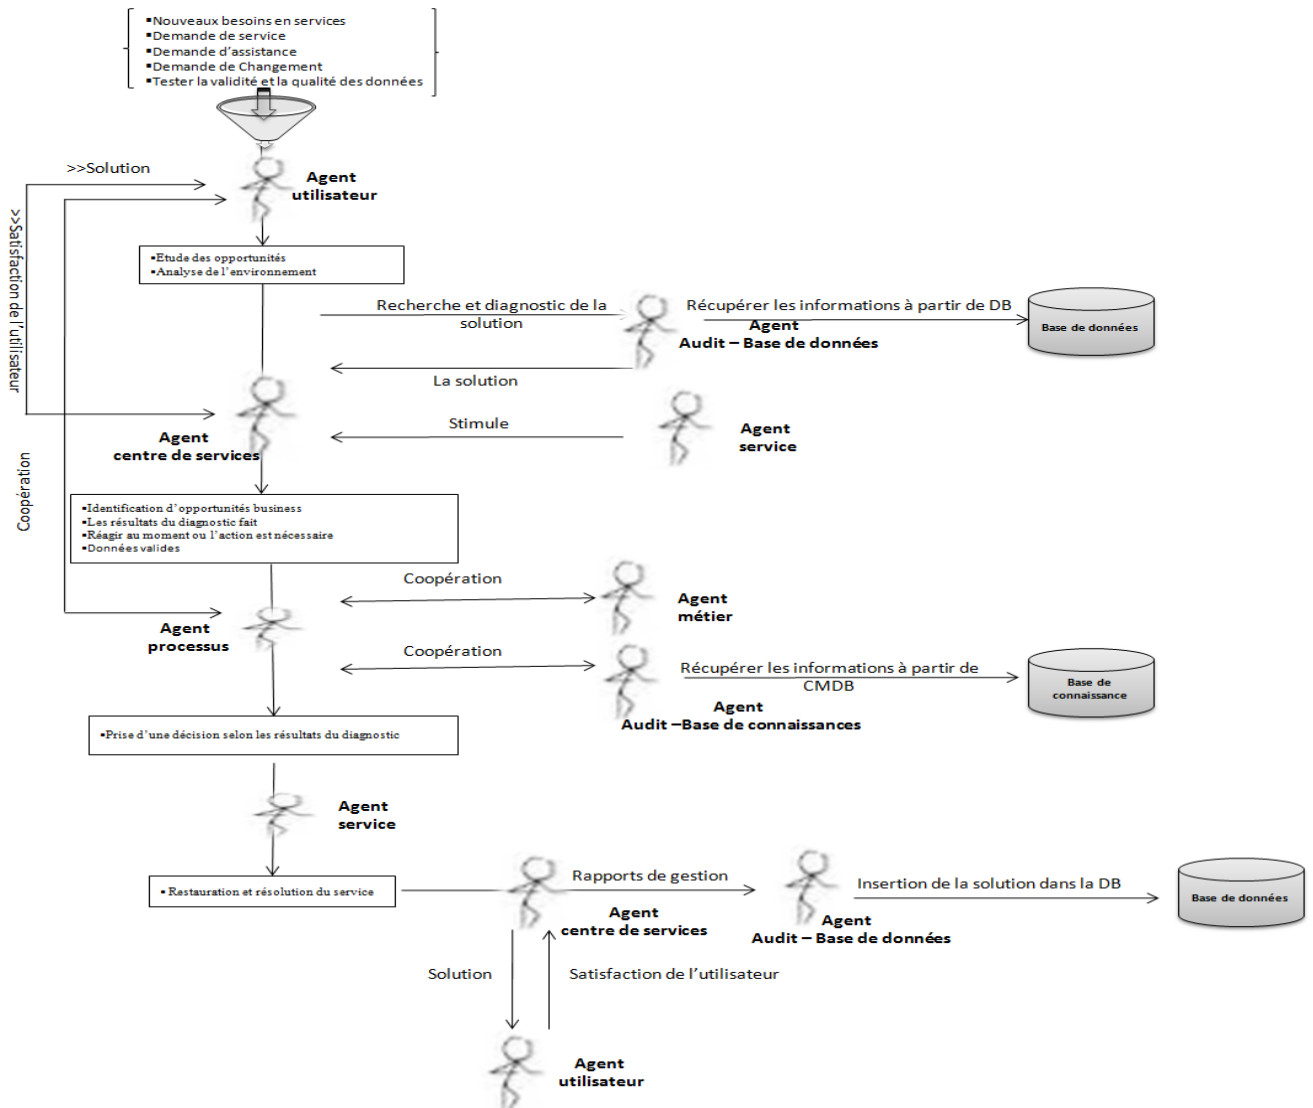 ▪Nouveaux besoins en services
▪Demande de service
▪Demande d’assistance
▪Demande de Changement
▪Tester la validité et la qualité des données
>>Solution
Agent
utilisateur
>>Satisfaction de l’utilisateur
▪Etude des opportunités
▪Analyse de l’environnement
Recherche et diagnostic de la
solution
Récupérer les informations à partir de DB
Agent
Audit – Base de données
Base de données
La solution
Stimule
Agent
service
Agent
centre de services
Coopération
▪Identification d’opportunités business
▪Les résultats du diagnostic fait
▪Réagir au moment ou l’action est nécessaire
▪Données valides
Coopération
Agent
métier
Agent
processus
Coopération
Récupérer les informations à partir de
CMDB
Agent
Audit –Base de connaissances
Base de
connaissance
▪Prise d’une décision selon les résultats du diagnostic
Agent
service
▪ Restauration et résolution du service
Rapports de gestion
Agent
centre de services
Insertion de la solution dans la DB
Agent
Audit – Base de données
Base de données
Solution
Satisfaction de l’utilisateur
Agent
utilisateur